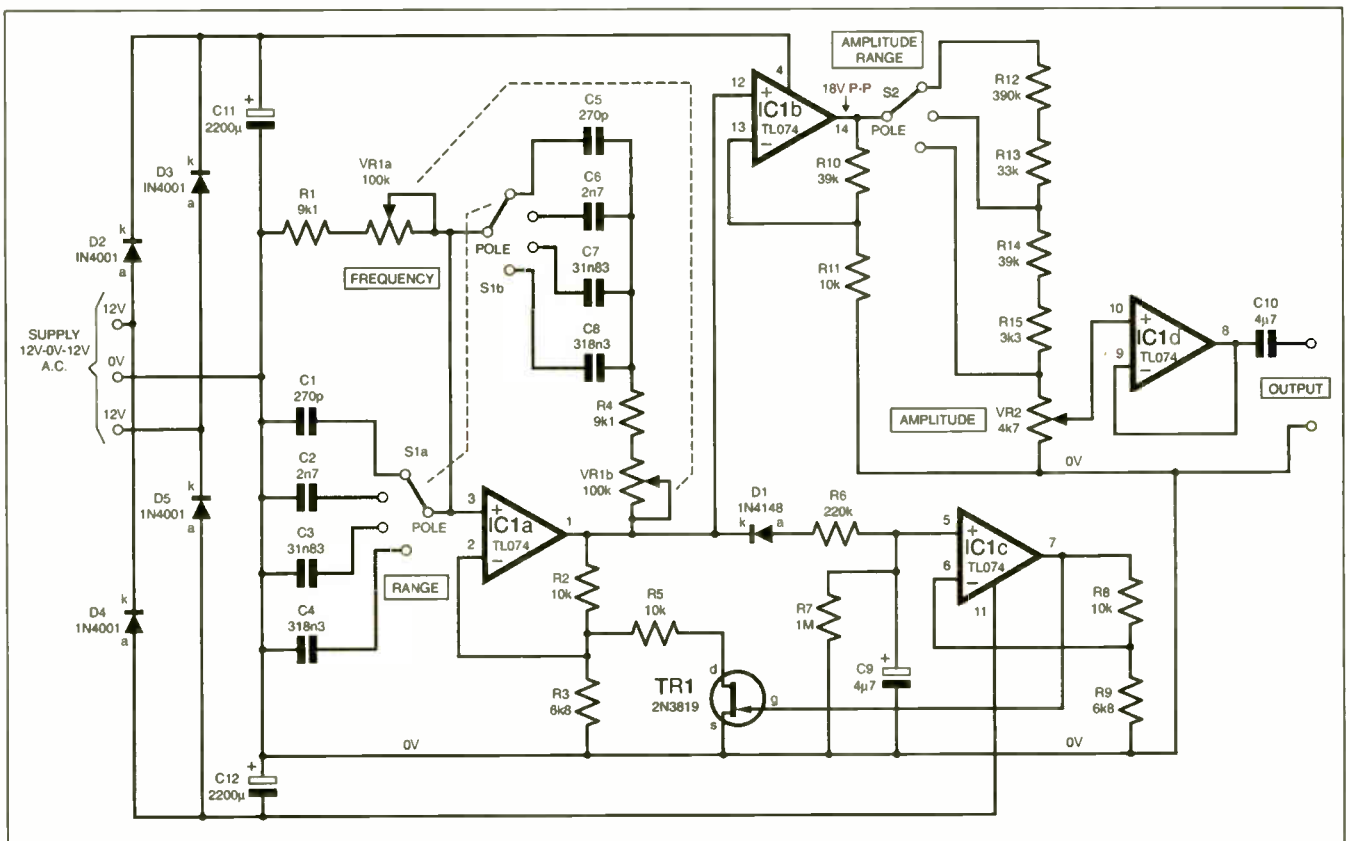 AMPLITUDE
RANGE
S2
18V P-P
POLE
R12
390k
R13
33k
R14
39k
R15
3k3
12
+
13
−
4
IC1b
TL074
14
R10
39k
R11
10k
+
C11
2200µ
D3
IN4001
k
a
D2
IN4001
k
a
R1
9k1
VR1a
100k
FREQUENCY
POLE
S1b
C5
270p
C6
2n7
C7
31n83
C8
318n3
R4
9k1
VR1b
100k
SUPPLY
12V-0V-12V
A.C.
12V
0V
12V
C1
270p
C2
2n7
C3
31n83
C4
318n3
S1a
POLE
RANGE
D5
1N4001
k
a
D4
1N4001
k
a
3
+
2
−
IC1a
TL074
1
R2
10k
R3
6k8
R5
10k
TR1
2N3819
d
g
s
D1
1N4148
k
a
R6
220k
R7
1M
+
C9
4µ7
5
+
6
−
IC1c
TL074
7
11
R8
10k
R9
6k8
AMPLITUDE
VR2
4k7
10
+
9
−
IC1d
TL074
8
C10
4µ7
OUTPUT
0V
0V
0V
+
C12
2200µ